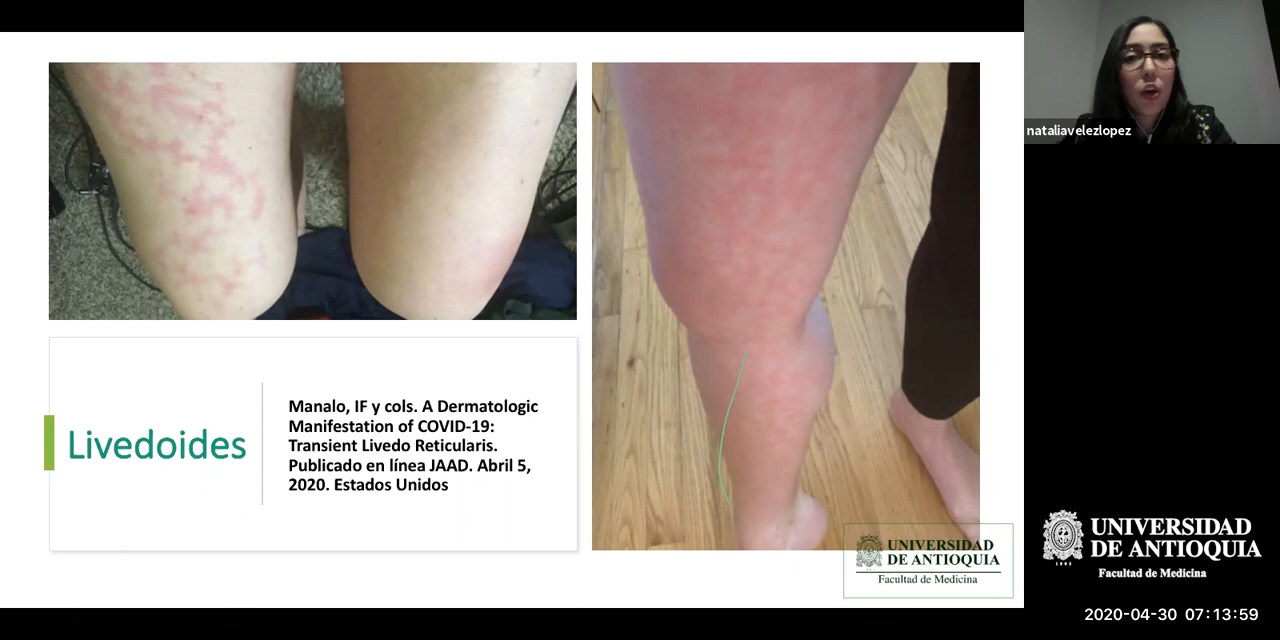 nataliavelezlopez
Livedoides
Manalo, IF y cols. A Dermatologic
Manifestation of COVID-19:
Transient Livedo Reticularis.
Publicado en línea JAAD. Abril 5,
2020. Estados Unidos
UNIVERSIDAD
DE ANTIOQUIA
Facultad de Medicina
UNIVERSIDAD
DE ANTIOQUIA
1803
Facultad de Medicina
2020-04-30 07:13:59